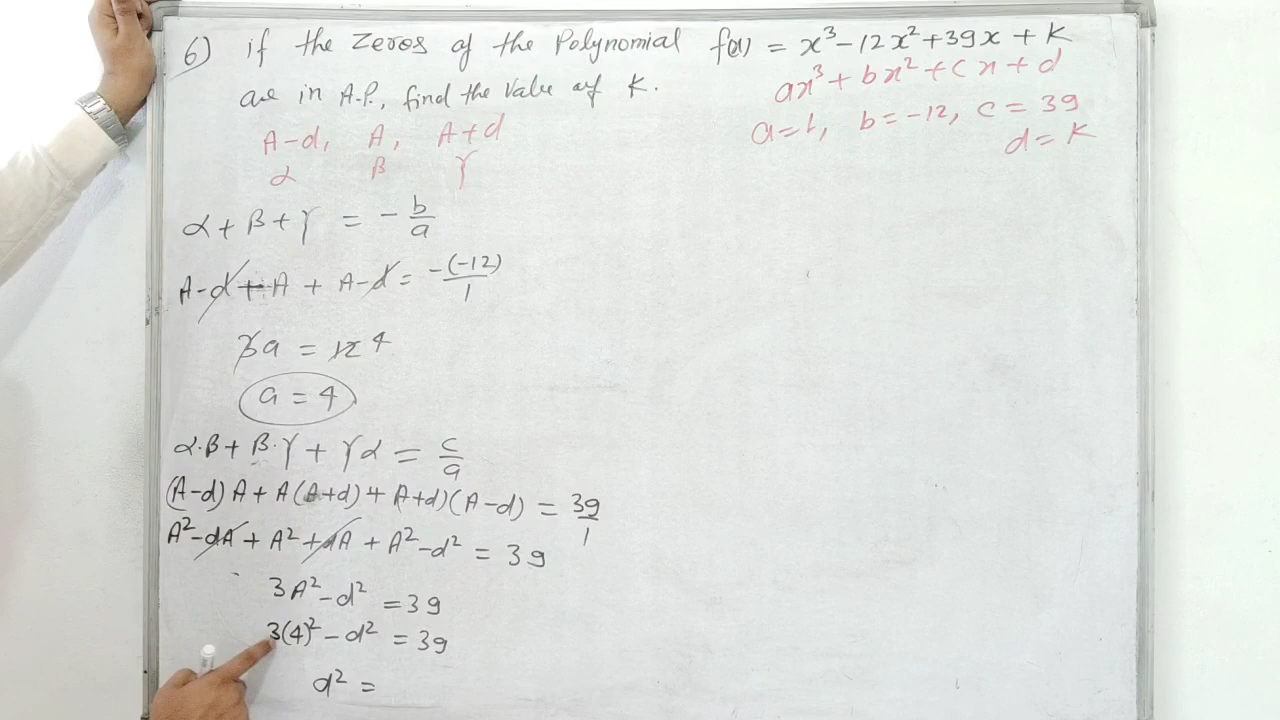 6) if the Zeros of the Polynomial f(x) = x³-12x²+39x + K
are in A.P., find the Value of K.
ax³ + bx² + cx + d
a=1, b=-12, c = 39
d = K
A-d, A, A+d
α β γ
α + β + γ = - b/a
A-d + A + A-d = -(-12)/1
3a = 12 4
a = 4
α.β + β.γ + γα = c/a
(A-d) A + A (A+d) + A+d) (A-d) = 39/1
A²-dA + A² + dA + A²-d² = 39
3A²-d² = 39
3(4)² - d² = 39
d² =